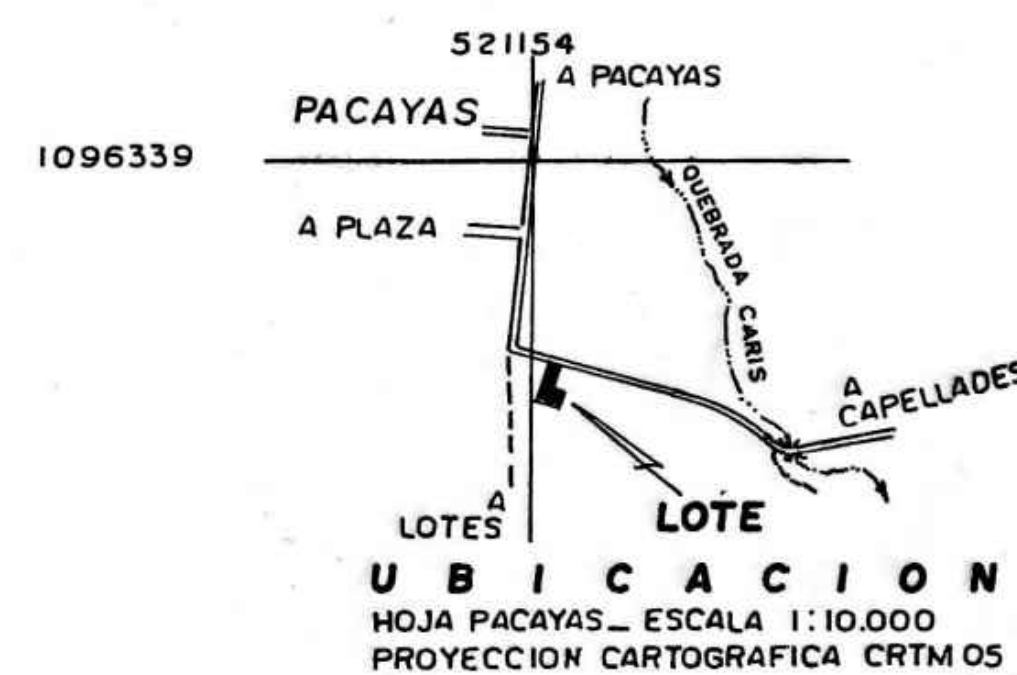 521154
A PACAYAS
PACAYAS
1096339
QUEBRADA CARIS
A PLAZA
A
CAPELLADES
A
LOTES
LOTE
UBICACION
HOJA PACAYAS_ ESCALA 1:10.000
PROYECCION CARTOGRAFICA CRTM 05